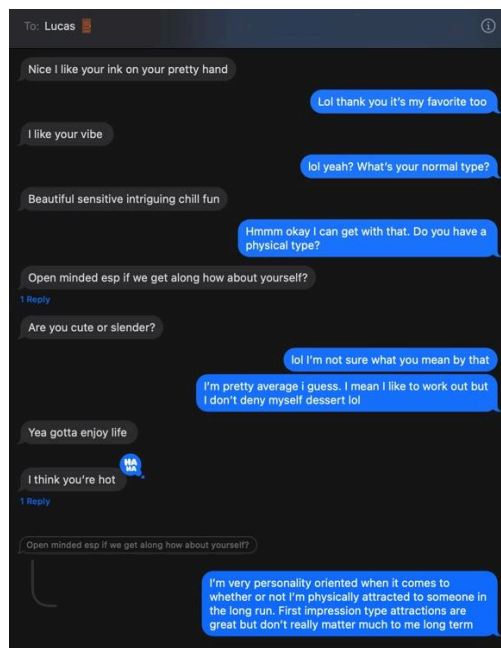 To: Lucas
Nice I like your ink on your pretty hand
Lol thank you it's my favorite too
I like your vibe
lol yeah? What's your normal type?
Beautiful sensitive intriguing chill fun
Hmmm okay I can get with that. Do you have a
physical type?
Open minded esp if we get along how about yourself?
1 Reply
Are you cute or slender?
lol I'm not sure what you mean by that
I'm pretty average i guess. I mean I like to work out but
I don't deny myself dessert lol
Yea gotta enjoy life
HA
HA
I think you're hot
1 Reply
Open minded esp if we get along how about yourself?
I'm very personality oriented when it comes to
whether or not I'm physically attracted to someone in
the long run. First impression type attractions are
great but don't really matter much to me long term